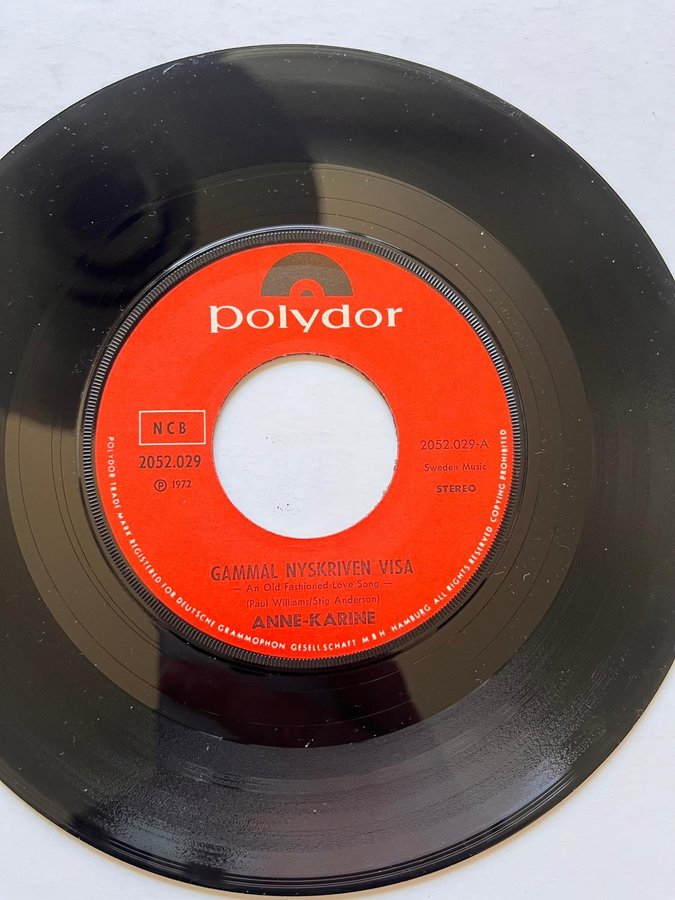 polydor
NCB
2052.029
℗ 1972
2052.029-A
Sweden Music
STEREO
GAMMAL NYSKRIVEN VISA
— An Old Fashioned Love Song —
(Paul Williams/Stig Anderson)
ANNE-KARINE
POLYDOR TRADE MARK REGISTERED FOR DEUTSCHE GRAMMOPHON GESELLSCHAFT MBH HAMBURG ALL RIGHTS RESERVED COPYING PROHIBITED